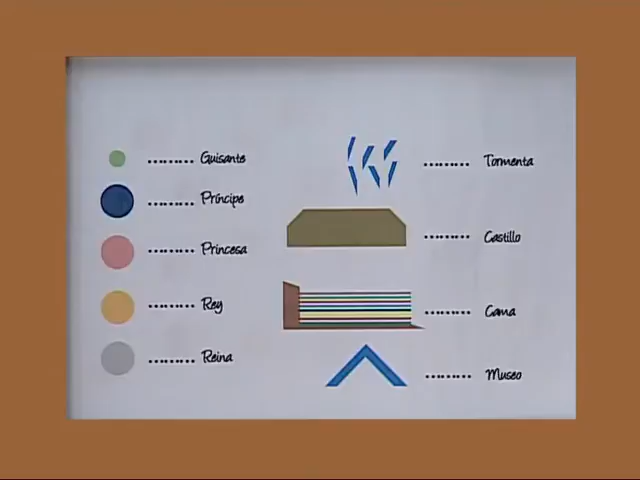 Guisante
Príncipe
Princesa
Rey
Reina
Tormenta
Castillo
Cama
Museo